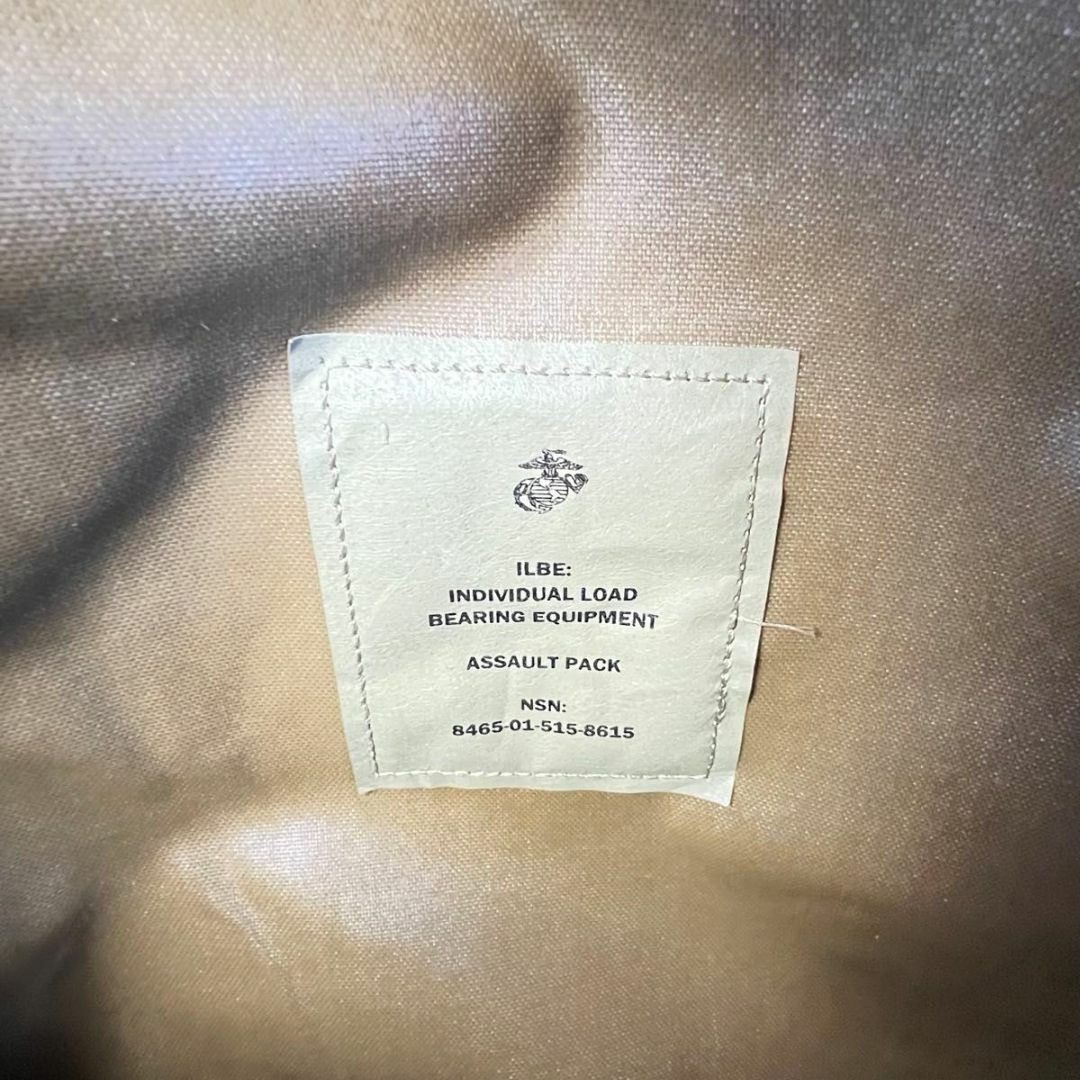 ILBE:
INDIVIDUAL LOAD
BEARING EQUIPMENT
ASSAULT PACK
NSN:
8465-01-515-8615